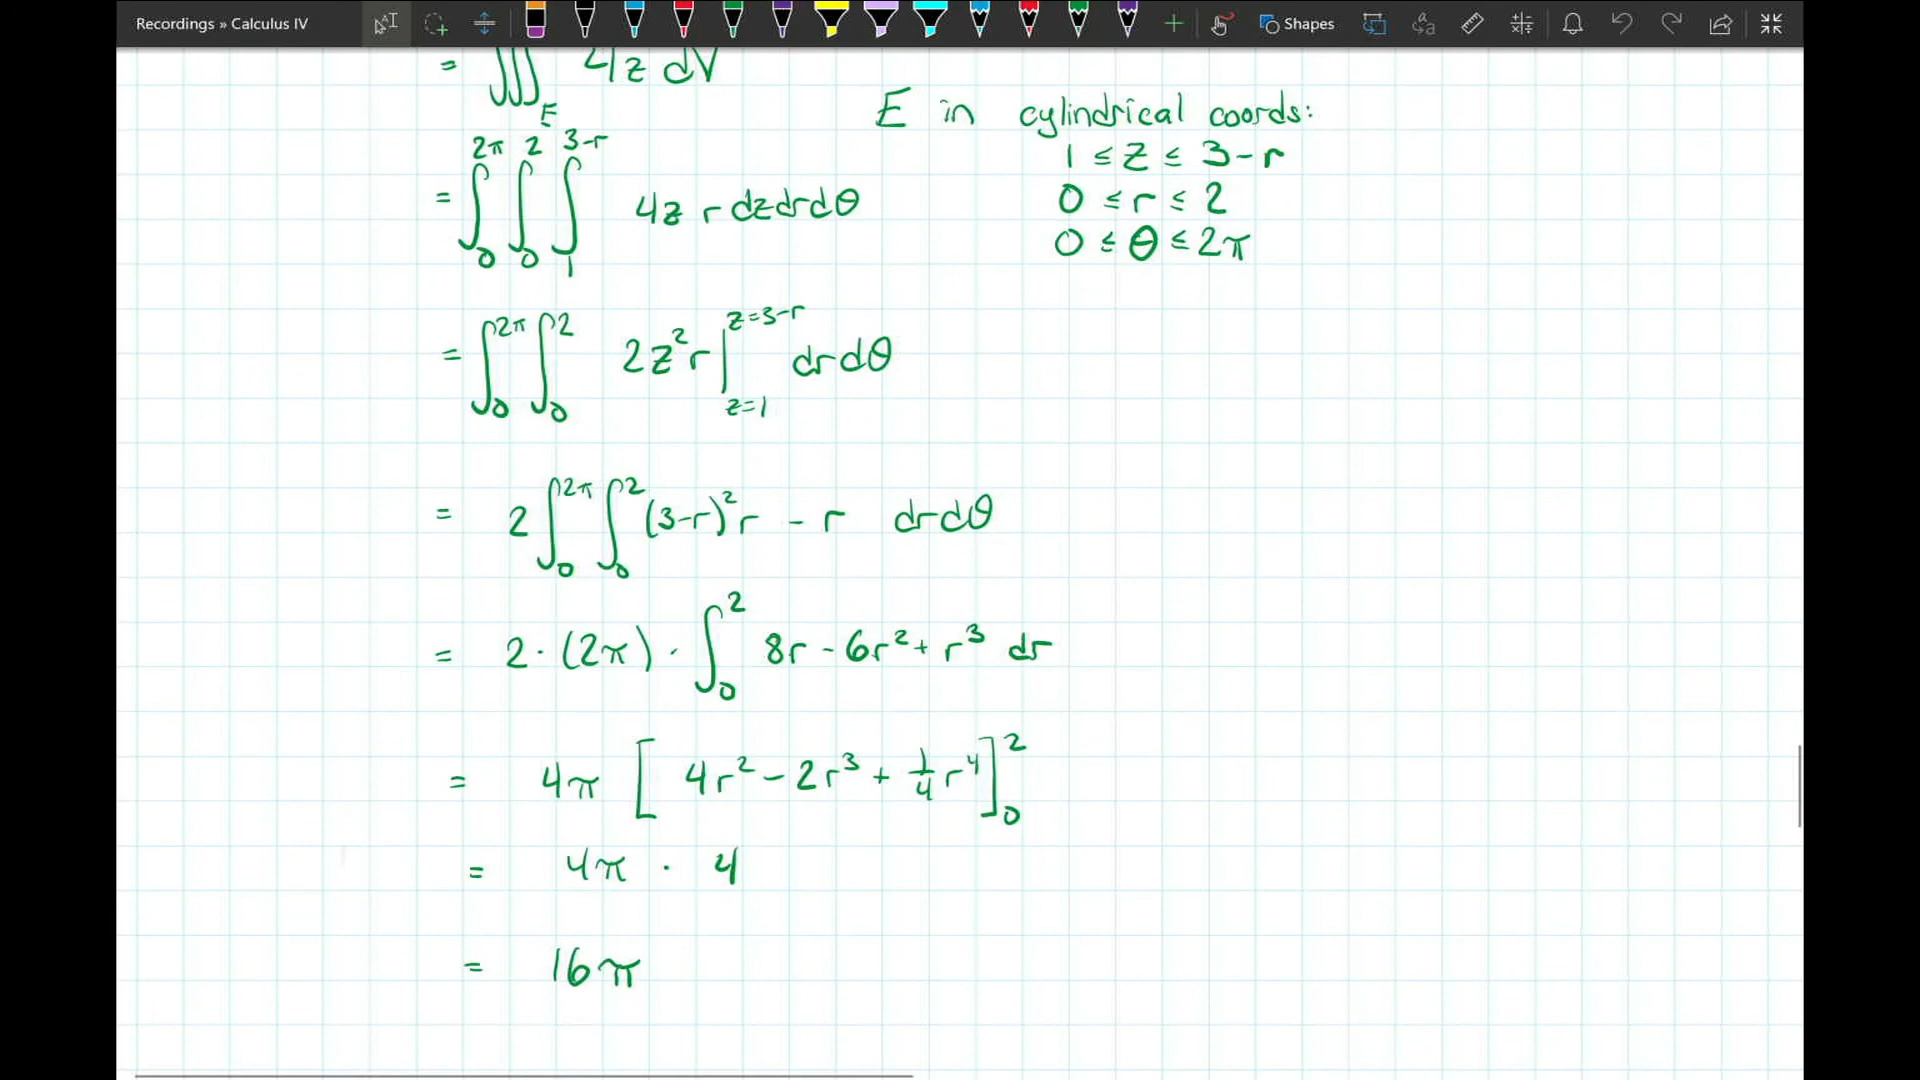 Recordings » Calculus IV
Shapes
= ∭_E 4z dV
E in cylindrical coords:
1 ≤ z ≤ 3-r
0 ≤ r ≤ 2
0 ≤ θ ≤ 2π
= ∫_0^{2π} ∫_0^2 ∫_1^{3-r} 4z r dz dr dθ
= ∫_0^{2π} ∫_0^2 2z²r |_{z=1}^{z=3-r} dr dθ
= 2 ∫_0^{2π} ∫_0^2 (3-r)² r - r dr dθ
= 2 · (2π) · ∫_0^2 8r - 6r² + r³ dr
= 4π [ 4r² - 2r³ + 1/4 r⁴ ]_0^2
= 4π · 4
= 16π